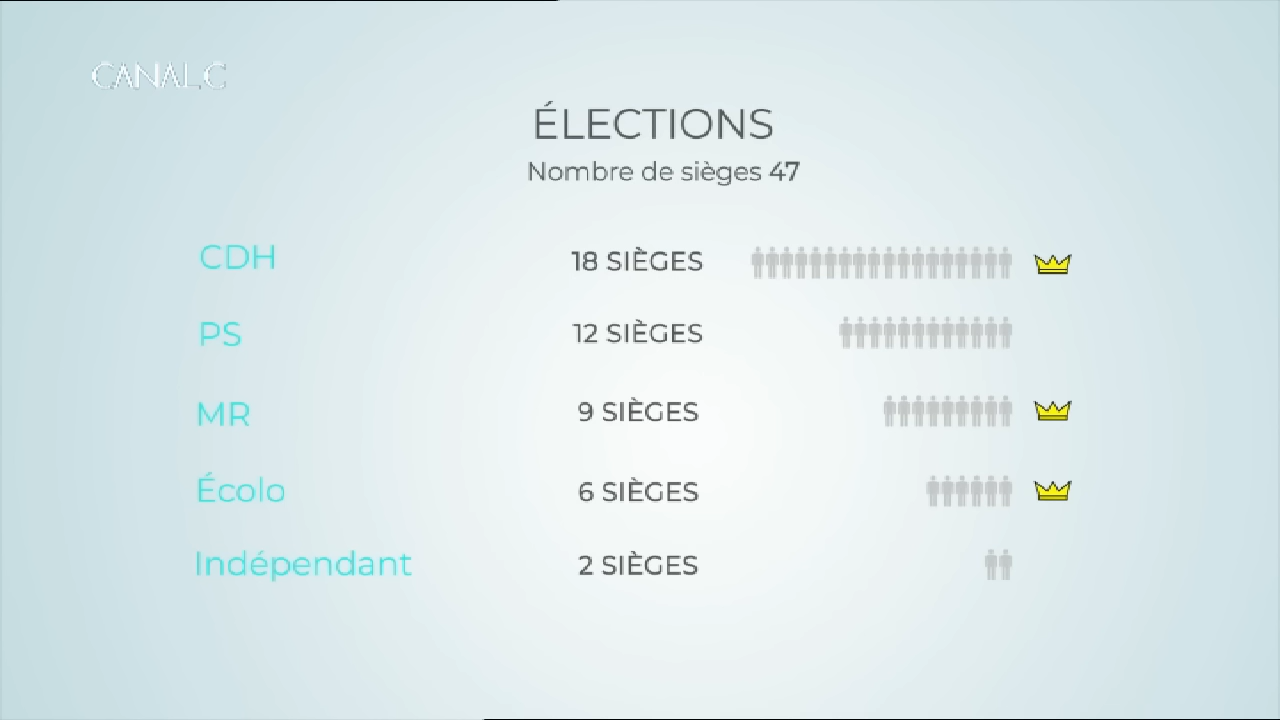 CANAL C
ÉLECTIONS
Nombre de sièges 47
CDH 18 SIÈGES
PS 12 SIÈGES
MR 9 SIÈGES
Écolo 6 SIÈGES
Indépendant 2 SIÈGES